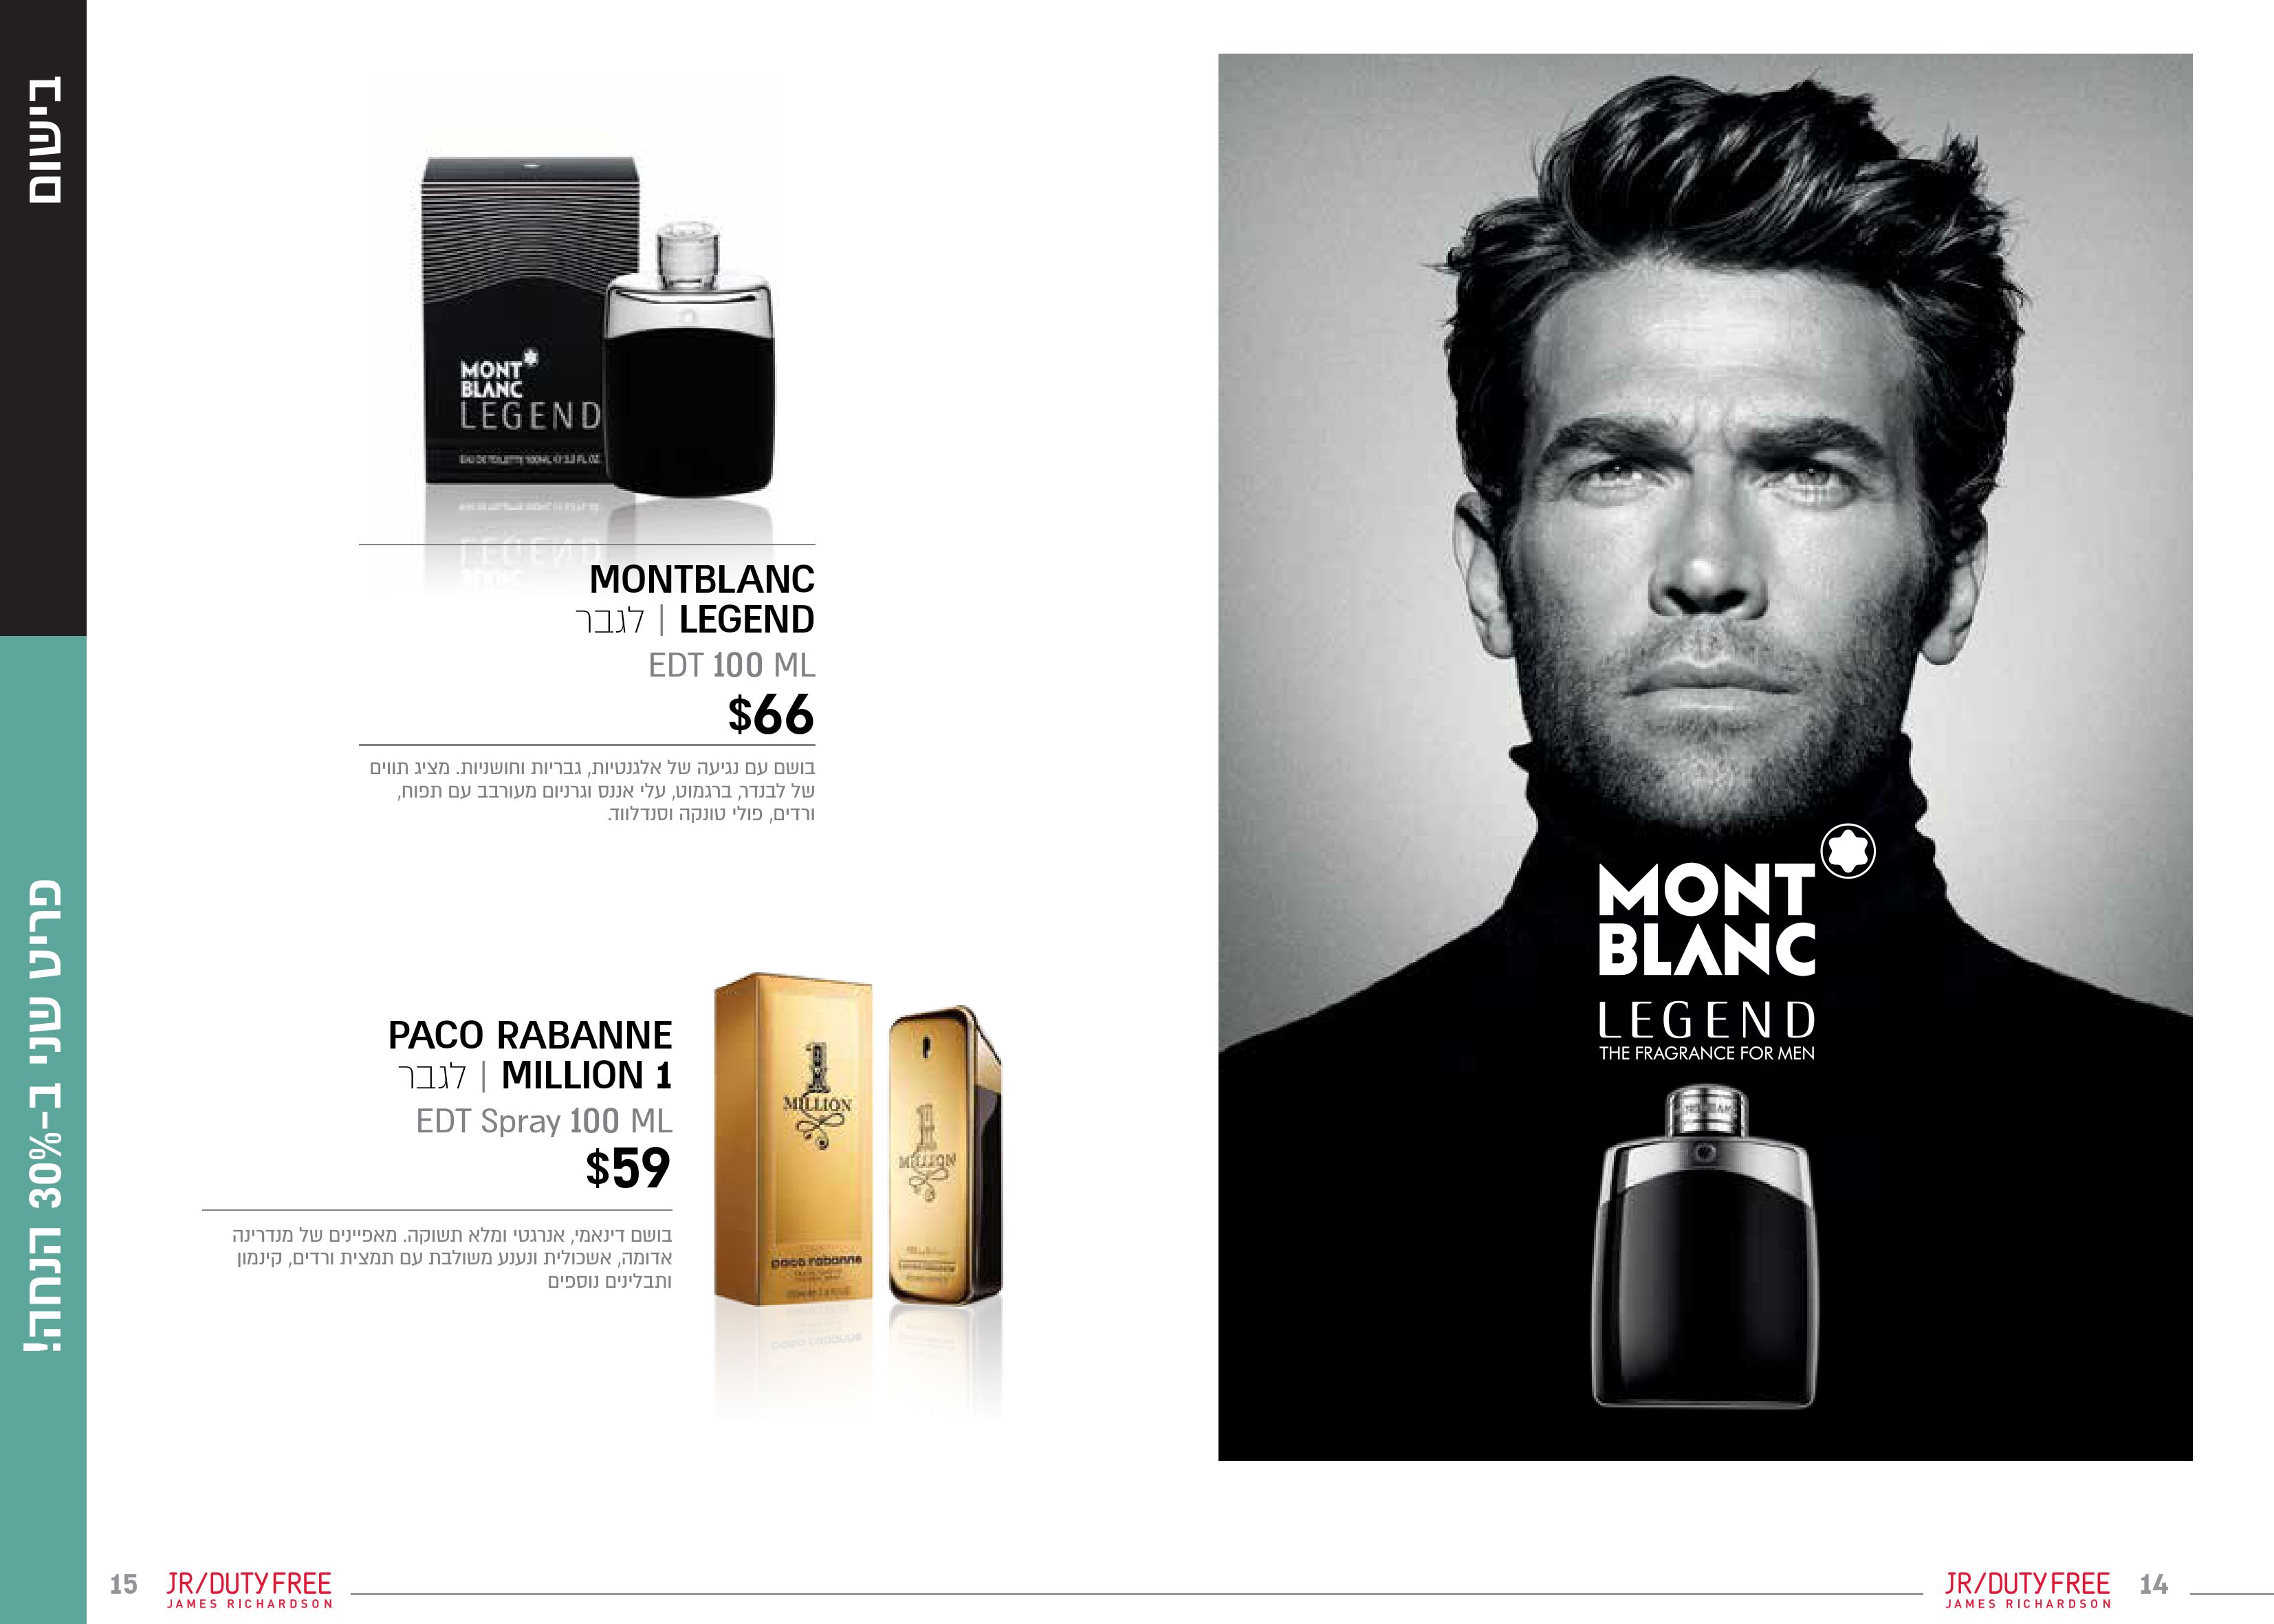 MONT
BLANC
LEGEND
THE FRAGRANCE FOR MEN
14
JR/DUTY FREE
JAMES RICHARDSON
בישום
פריט שני ב-30% הנחה!
MONT
BLANC
LEGEND
EAU DE TOILETTE 100ML 3.3 FL. OZ.
MONTBLANC
LEGEND | לגבר
EDT 100 ML
$66
בושם עם נגיעה של אלגנטיות, גבריות וחושניות. מציג תווים
של לבנדר, ברגמוט, עלי אננס וגרניום מעורבב עם תפוח,
ורדים, פולי טונקה וסנדלווד.
PACO RABANNE
1 MILLION | לגבר
EDT Spray 100 ML
$59
בושם דינאמי, אנרגטי ומלא תשוקה. מאפיינים של מנדרינה
אדומה, אשכולית ונענע משולבת עם תמצית ורדים, קינמון
ותבלינים נוספים
1
MILLION
paco rabanne
1
MILLION
15
JR/DUTY FREE
JAMES RICHARDSON